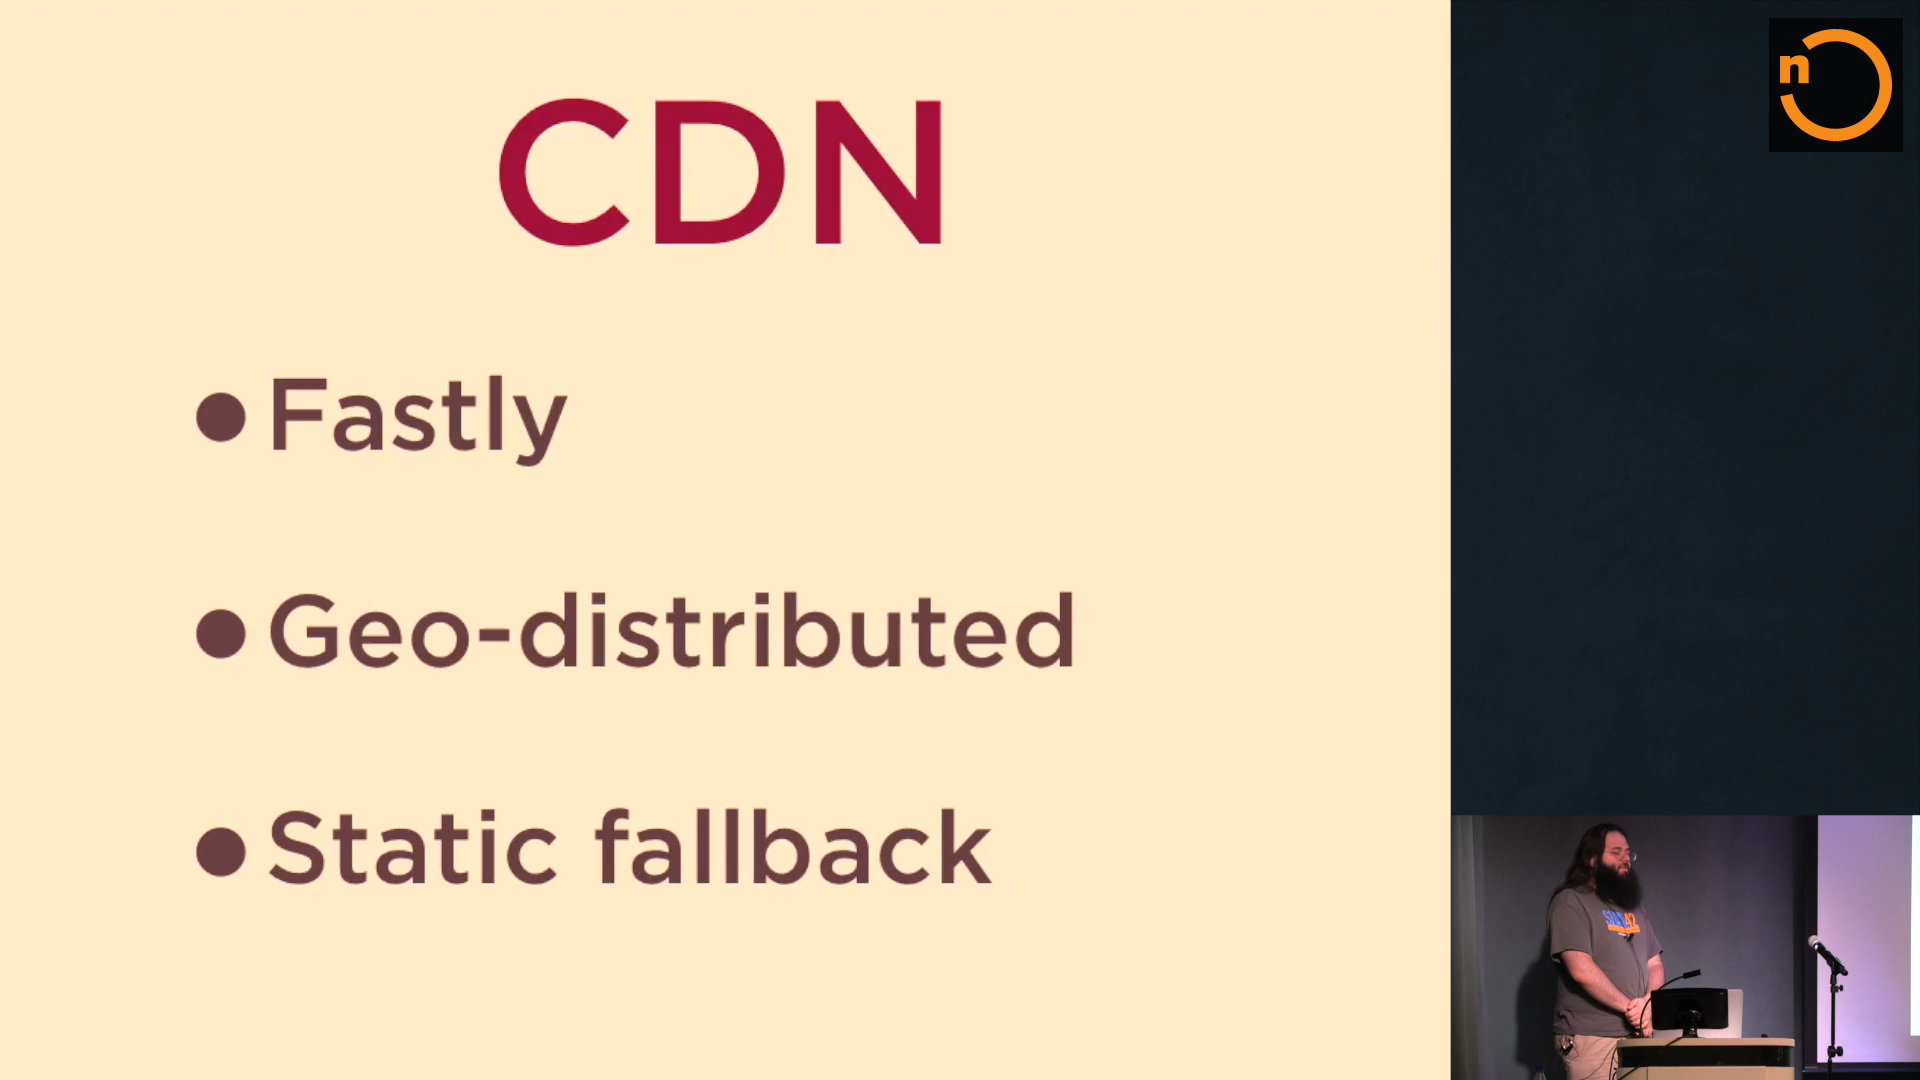 CDN
• Fastly
• Geo-distributed
• Static fallback
n